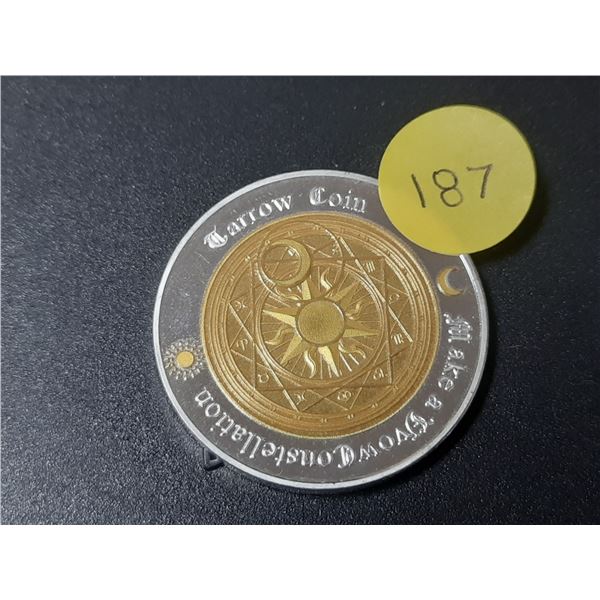 187
Tarrow Coin
Make a Vow Constellation